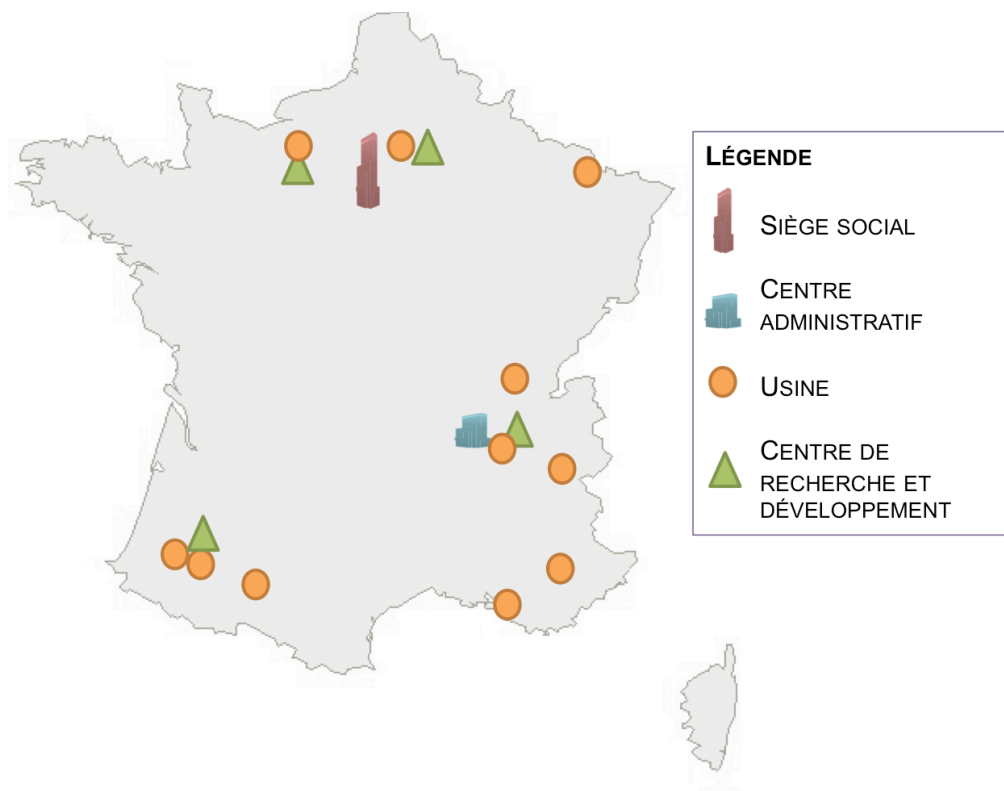 LÉGENDE
SIÈGE SOCIAL
CENTRE
ADMINISTRATIF
USINE
CENTRE DE
RECHERCHE ET
DÉVELOPPEMENT